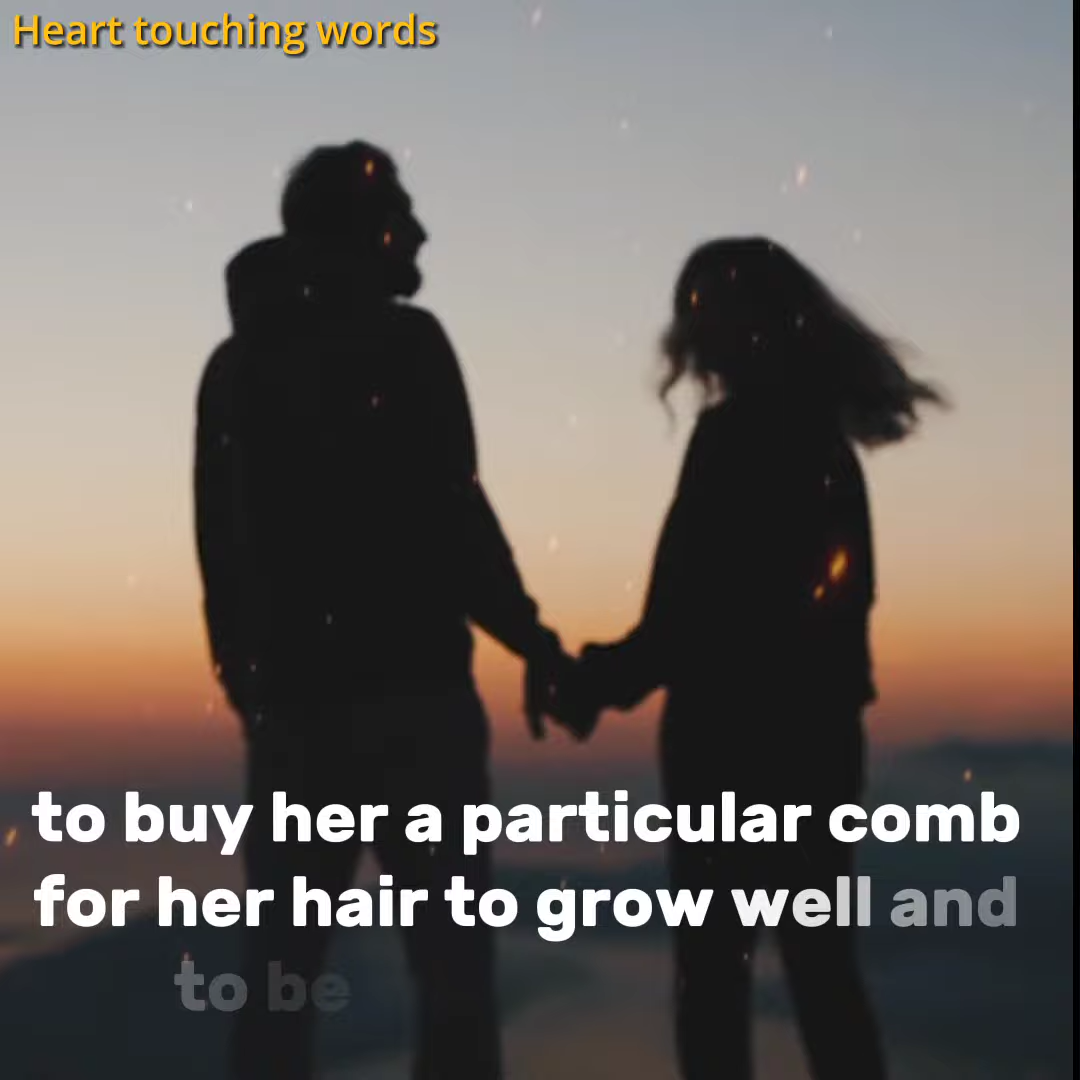 Heart touching words
to buy her a particular comb
for her hair to grow well and
to be